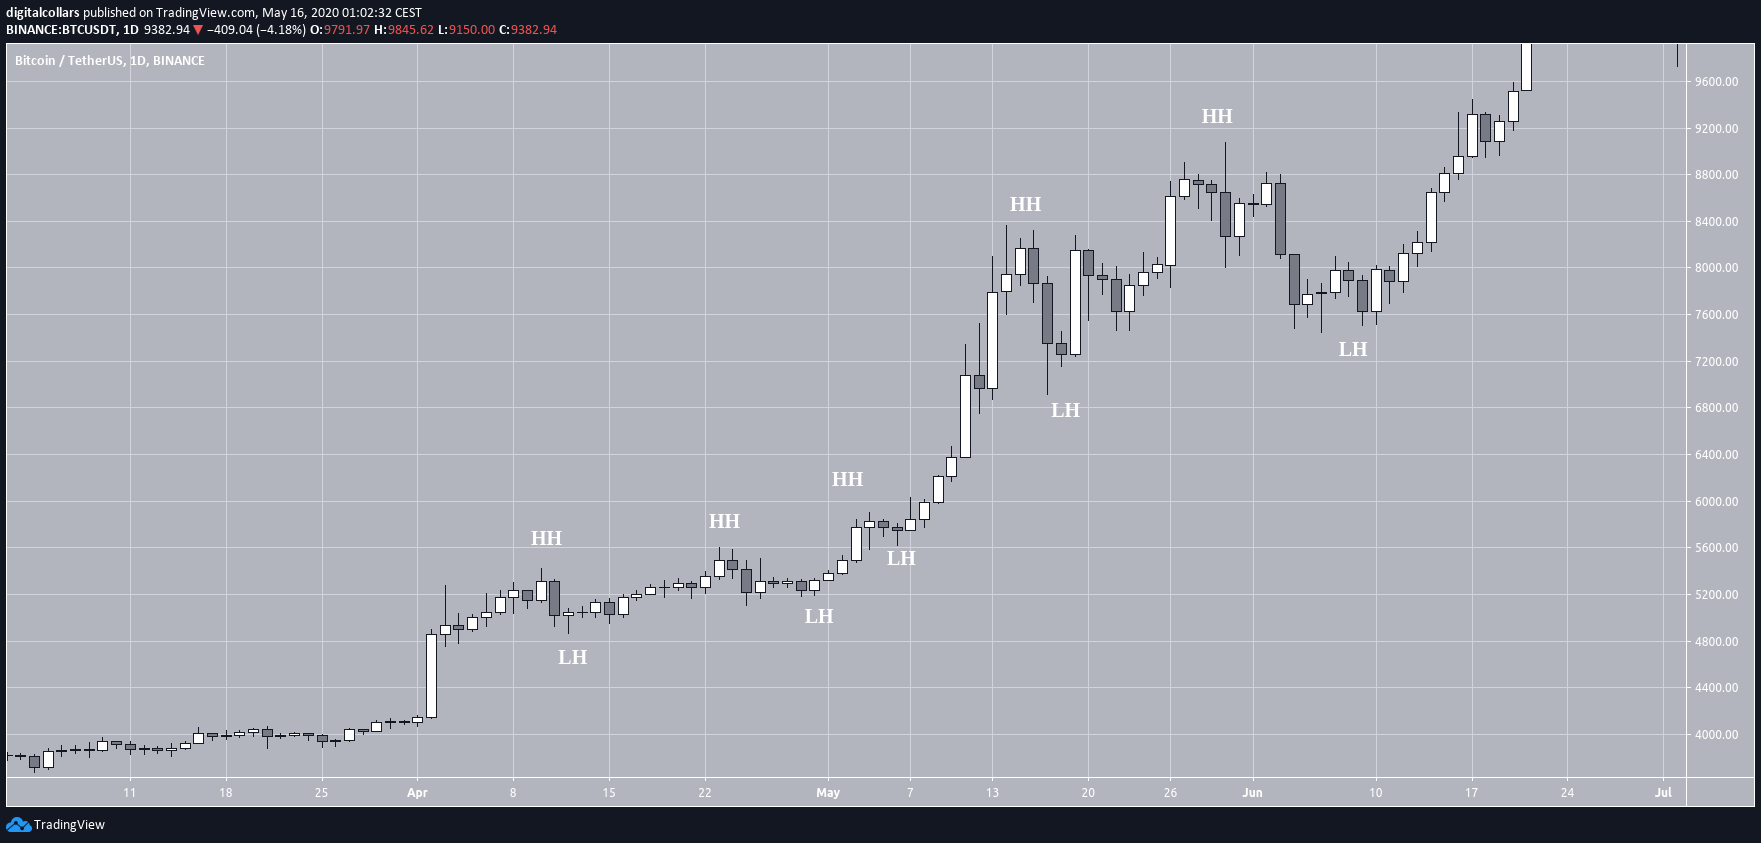 digitalcollars published on TradingView.com, May 16, 2020 01:02:32 CEST
BINANCE:BTCUSDT, 1D 9382.94 ▼ −409.04 (−4.18%) O:9791.97 H:9845.62 L:9150.00 C:9382.94
Bitcoin / TetherUS, 1D, BINANCE
9600.00
HH
9200.00
8800.00
HH
8400.00
8000.00
7600.00
LH
7200.00
LH
6800.00
6400.00
HH
6000.00
HH
HH
5600.00
LH
5200.00
LH
LH
4800.00
4400.00
4000.00
11 18 25 Apr 8 15 22 May 7 13 20 26 Jun 10 17 24 Jul
TradingView